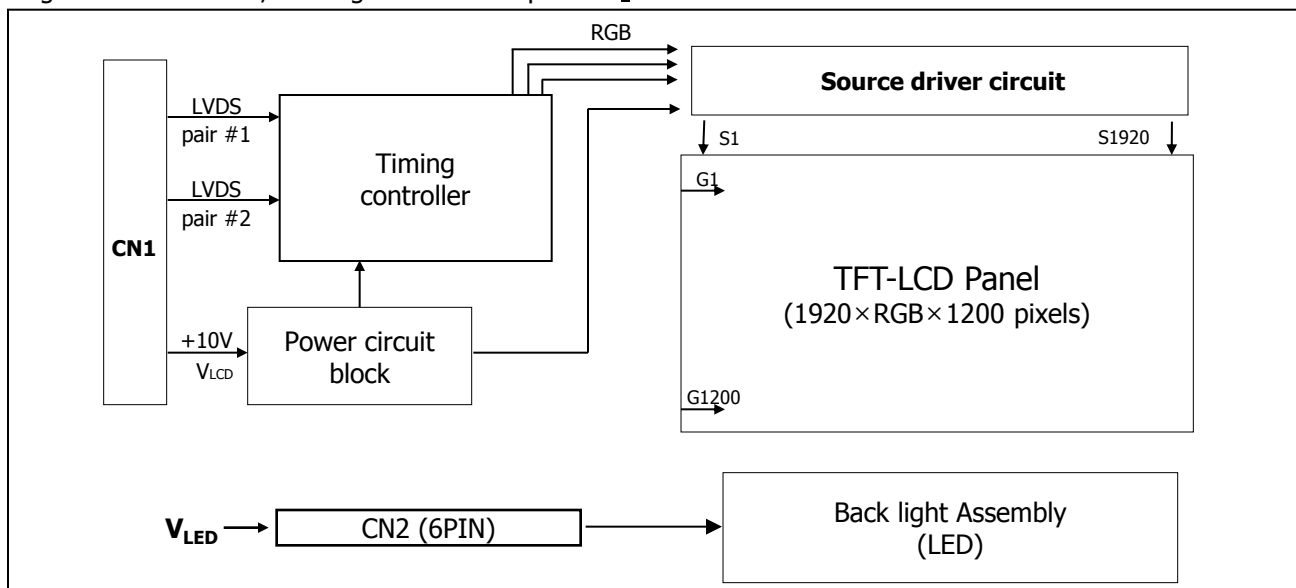 RGB
Source driver circuit
LVDS
pair #1
Timing
controller
S1
S1920
LVDS
pair #2
G1
CN1
TFT-LCD Panel
(1920×RGB×1200 pixels)
+10V
VLCD
Power circuit
block
G1200
VLED
CN2 (6PIN)
Back light Assembly
(LED)